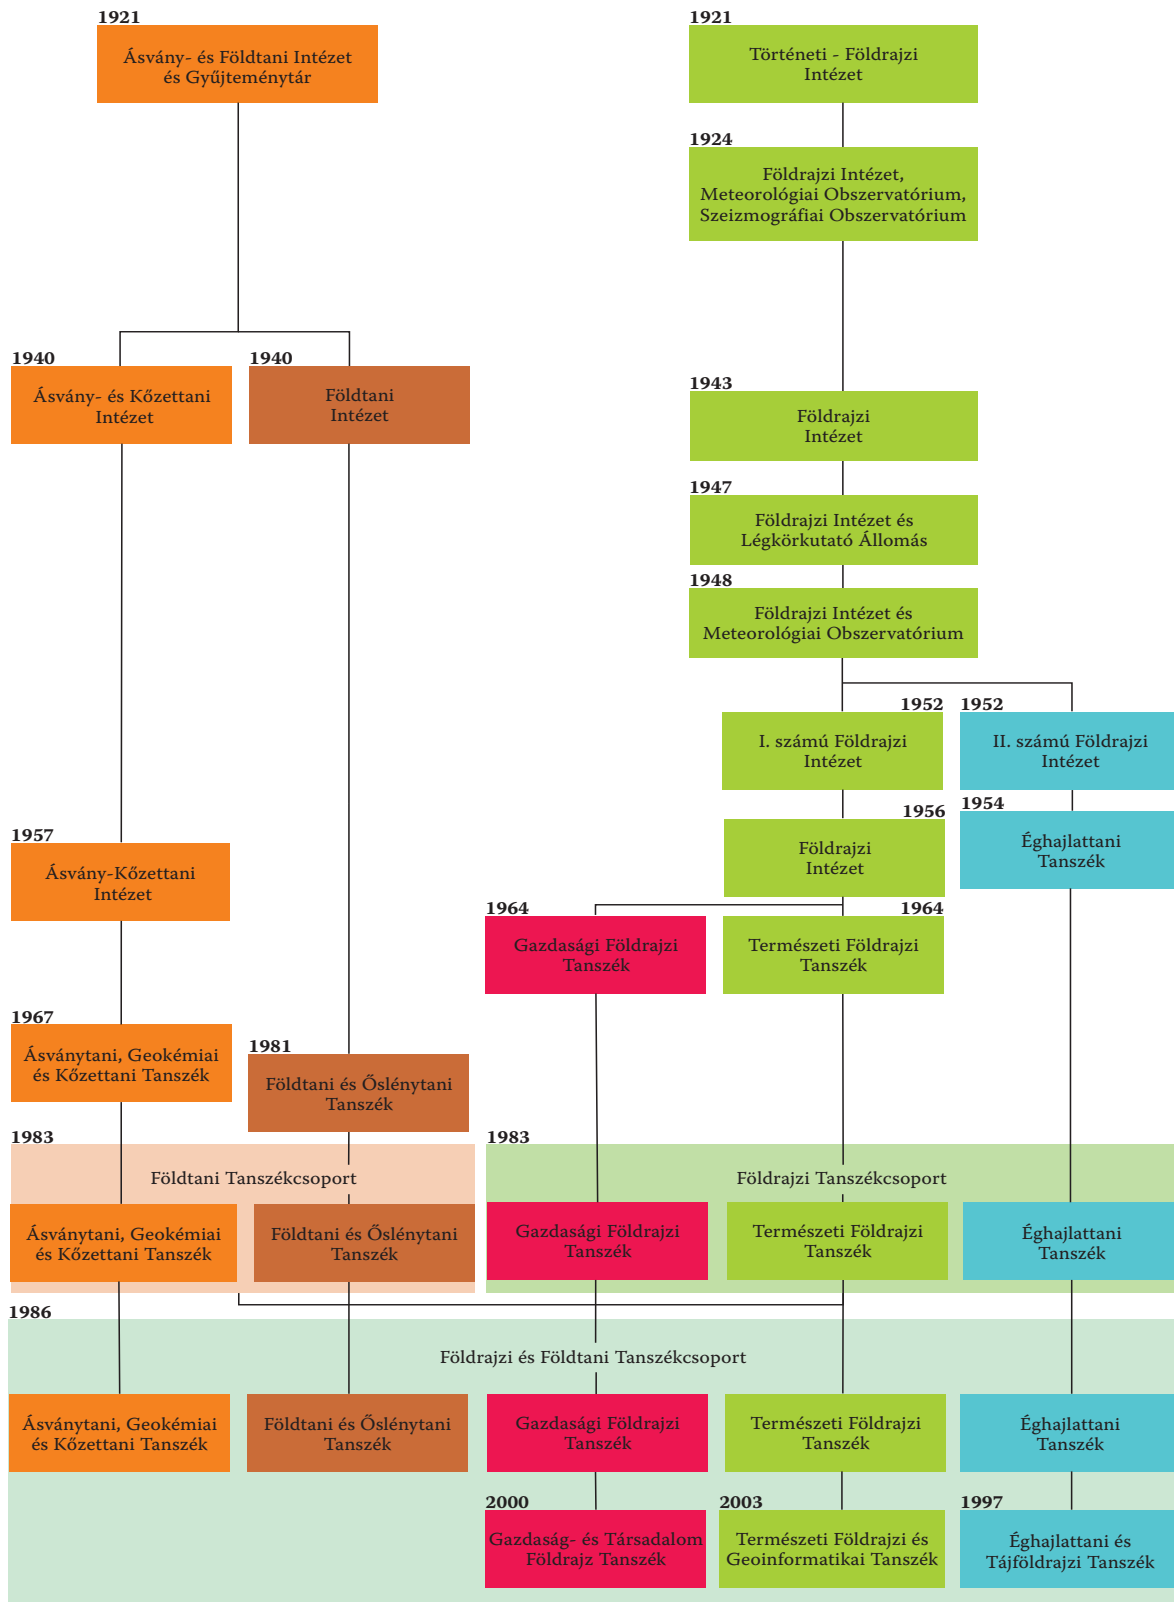 1921
Ásvány- és Földtani Intézet
és Gyűjteménytár
1921
Történeti - Földrajzi
Intézet
1924
Földrajzi Intézet,
Meteorológiai Obszervatórium,
Szeizmográfiai Obszervatórium
1940
Ásvány- és Kőzettani
Intézet
1940
Földtani
Intézet
1943
Földrajzi
Intézet
1947
Földrajzi Intézet és
Légkörkutató Állomás
1948
Földrajzi Intézet és
Meteorológiai Obszervatórium
1952
I. számú Földrajzi
Intézet
1952
II. számú Földrajzi
Intézet
1954
Éghajlattani
Tanszék
1956
Földrajzi
Intézet
1957
Ásvány-Kőzettani
Intézet
1964
Gazdasági Földrajzi
Tanszék
1964
Természeti Földrajzi
Tanszék
1967
Ásványtani, Geokémiai
és Kőzettani Tanszék
1981
Földtani és Őslénytani
Tanszék
1983
Földtani Tanszékcsoport
Ásványtani, Geokémiai
és Kőzettani Tanszék
Földtani és Őslénytani
Tanszék
1983
Földrajzi Tanszékcsoport
Gazdasági Földrajzi
Tanszék
Természeti Földrajzi
Tanszék
Éghajlattani
Tanszék
1986
Földrajzi és Földtani Tanszékcsoport
Ásványtani, Geokémiai
és Kőzettani Tanszék
Földtani és Őslénytani
Tanszék
Gazdasági Földrajzi
Tanszék
Természeti Földrajzi
Tanszék
Éghajlattani
Tanszék
2000
Gazdaság- és Társadalom
Földrajz Tanszék
2003
Természeti Földrajzi és
Geoinformatikai Tanszék
1997
Éghajlattani és
Tájföldrajzi Tanszék